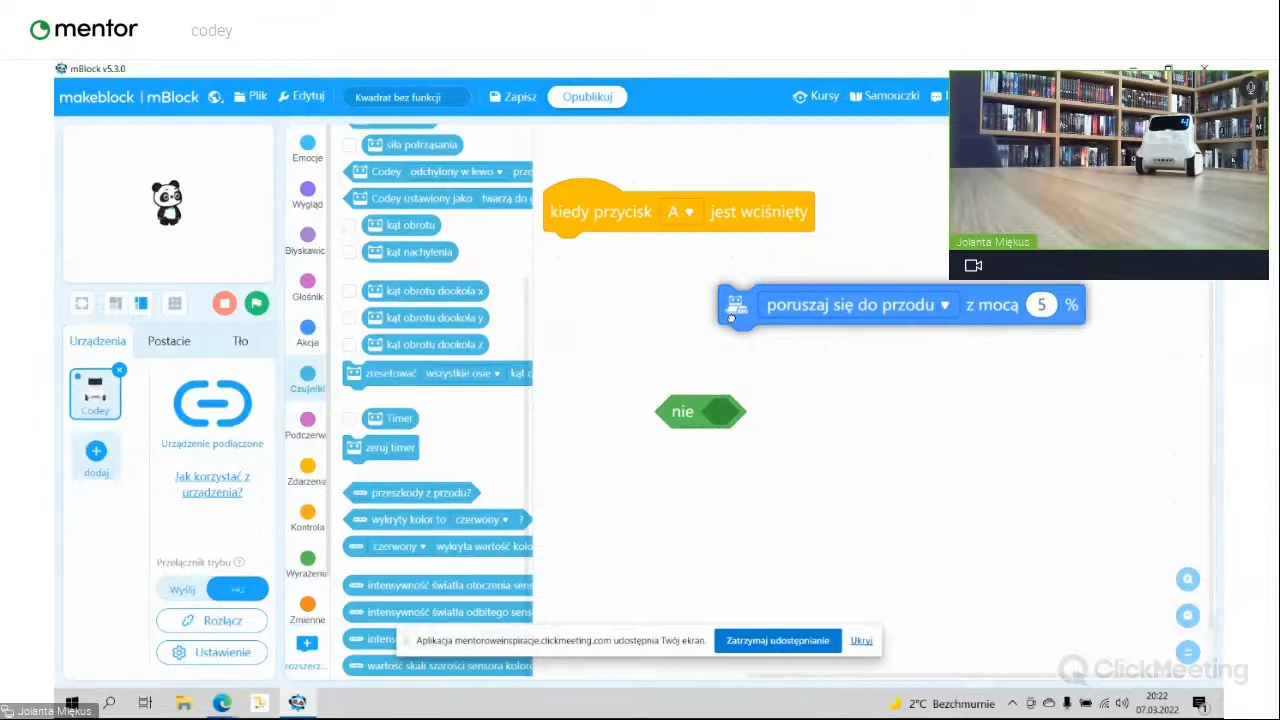 mentor
codey
mBlock v5.3.0
makeblock | mBlock
Plik
Edytuj
Kwadrat bez funkcji
Zapisz
Opublikuj
Kursy
Samouczki
Emocje
Wygląd
Błyskawic
Głośnik
Akcja
Czujniki
Podczerw
Zdarzenia
Kontrola
Wyrażenia
Zmienne
rozszerz...
siła potrząsania
Codey odchylony w lewo ▾ prze
Codey ustawiony jako twarzą do g
kąt obrotu
kąt nachylenia
kąt obrotu dookoła x
kąt obrotu dookoła y
kąt obrotu dookoła z
zresetować wszystkie osie ▾ kąt o
Timer
zeruj timer
przeszkody z przodu?
wykryty kolor to czerwony ▾ ?
czerwony ▾ wykryta wartość kolo
intensywność światła otoczenia sens
intensywność światła odbitego sens
intens
wartość skali szarości sensora koloro
kiedy przycisk A ▾ jest wciśnięty
poruszaj się do przodu ▾ z mocą 5 %
nie
Jolanta Miękus
Urządzenia
Postacie
Tło
Codey
dodaj
Urządzenie podłączone
Jak korzystać z
urządzenia?
Przełącznik trybu
Wyślij
Rozłącz
Ustawienie
Aplikacja mentoroweinspiracje.clickmeeting.com udostępnia Twój ekran.
Zatrzymaj udostępnianie
Ukryj
ClickMeeting
2°C Bezchmurnie
20:22
07.03.2022
Jolanta Miękus